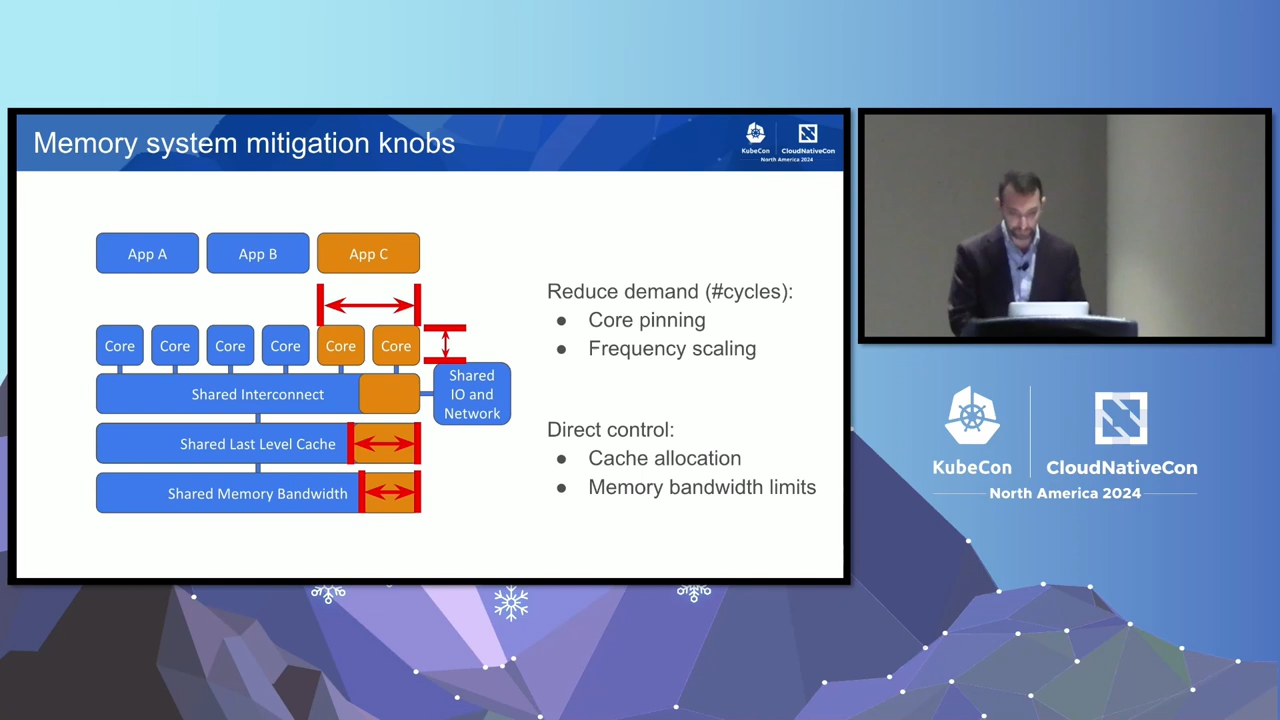 Memory system mitigation knobs
KubeCon
CloudNativeCon
North America 2024
App A
App B
App C
Core
Core
Core
Core
Core
Core
Shared Interconnect
Shared
IO and
Network
Shared Last Level Cache
Shared Memory Bandwidth
Reduce demand (#cycles):
● Core pinning
● Frequency scaling
Direct control:
● Cache allocation
● Memory bandwidth limits
KubeCon
CloudNativeCon
North America 2024